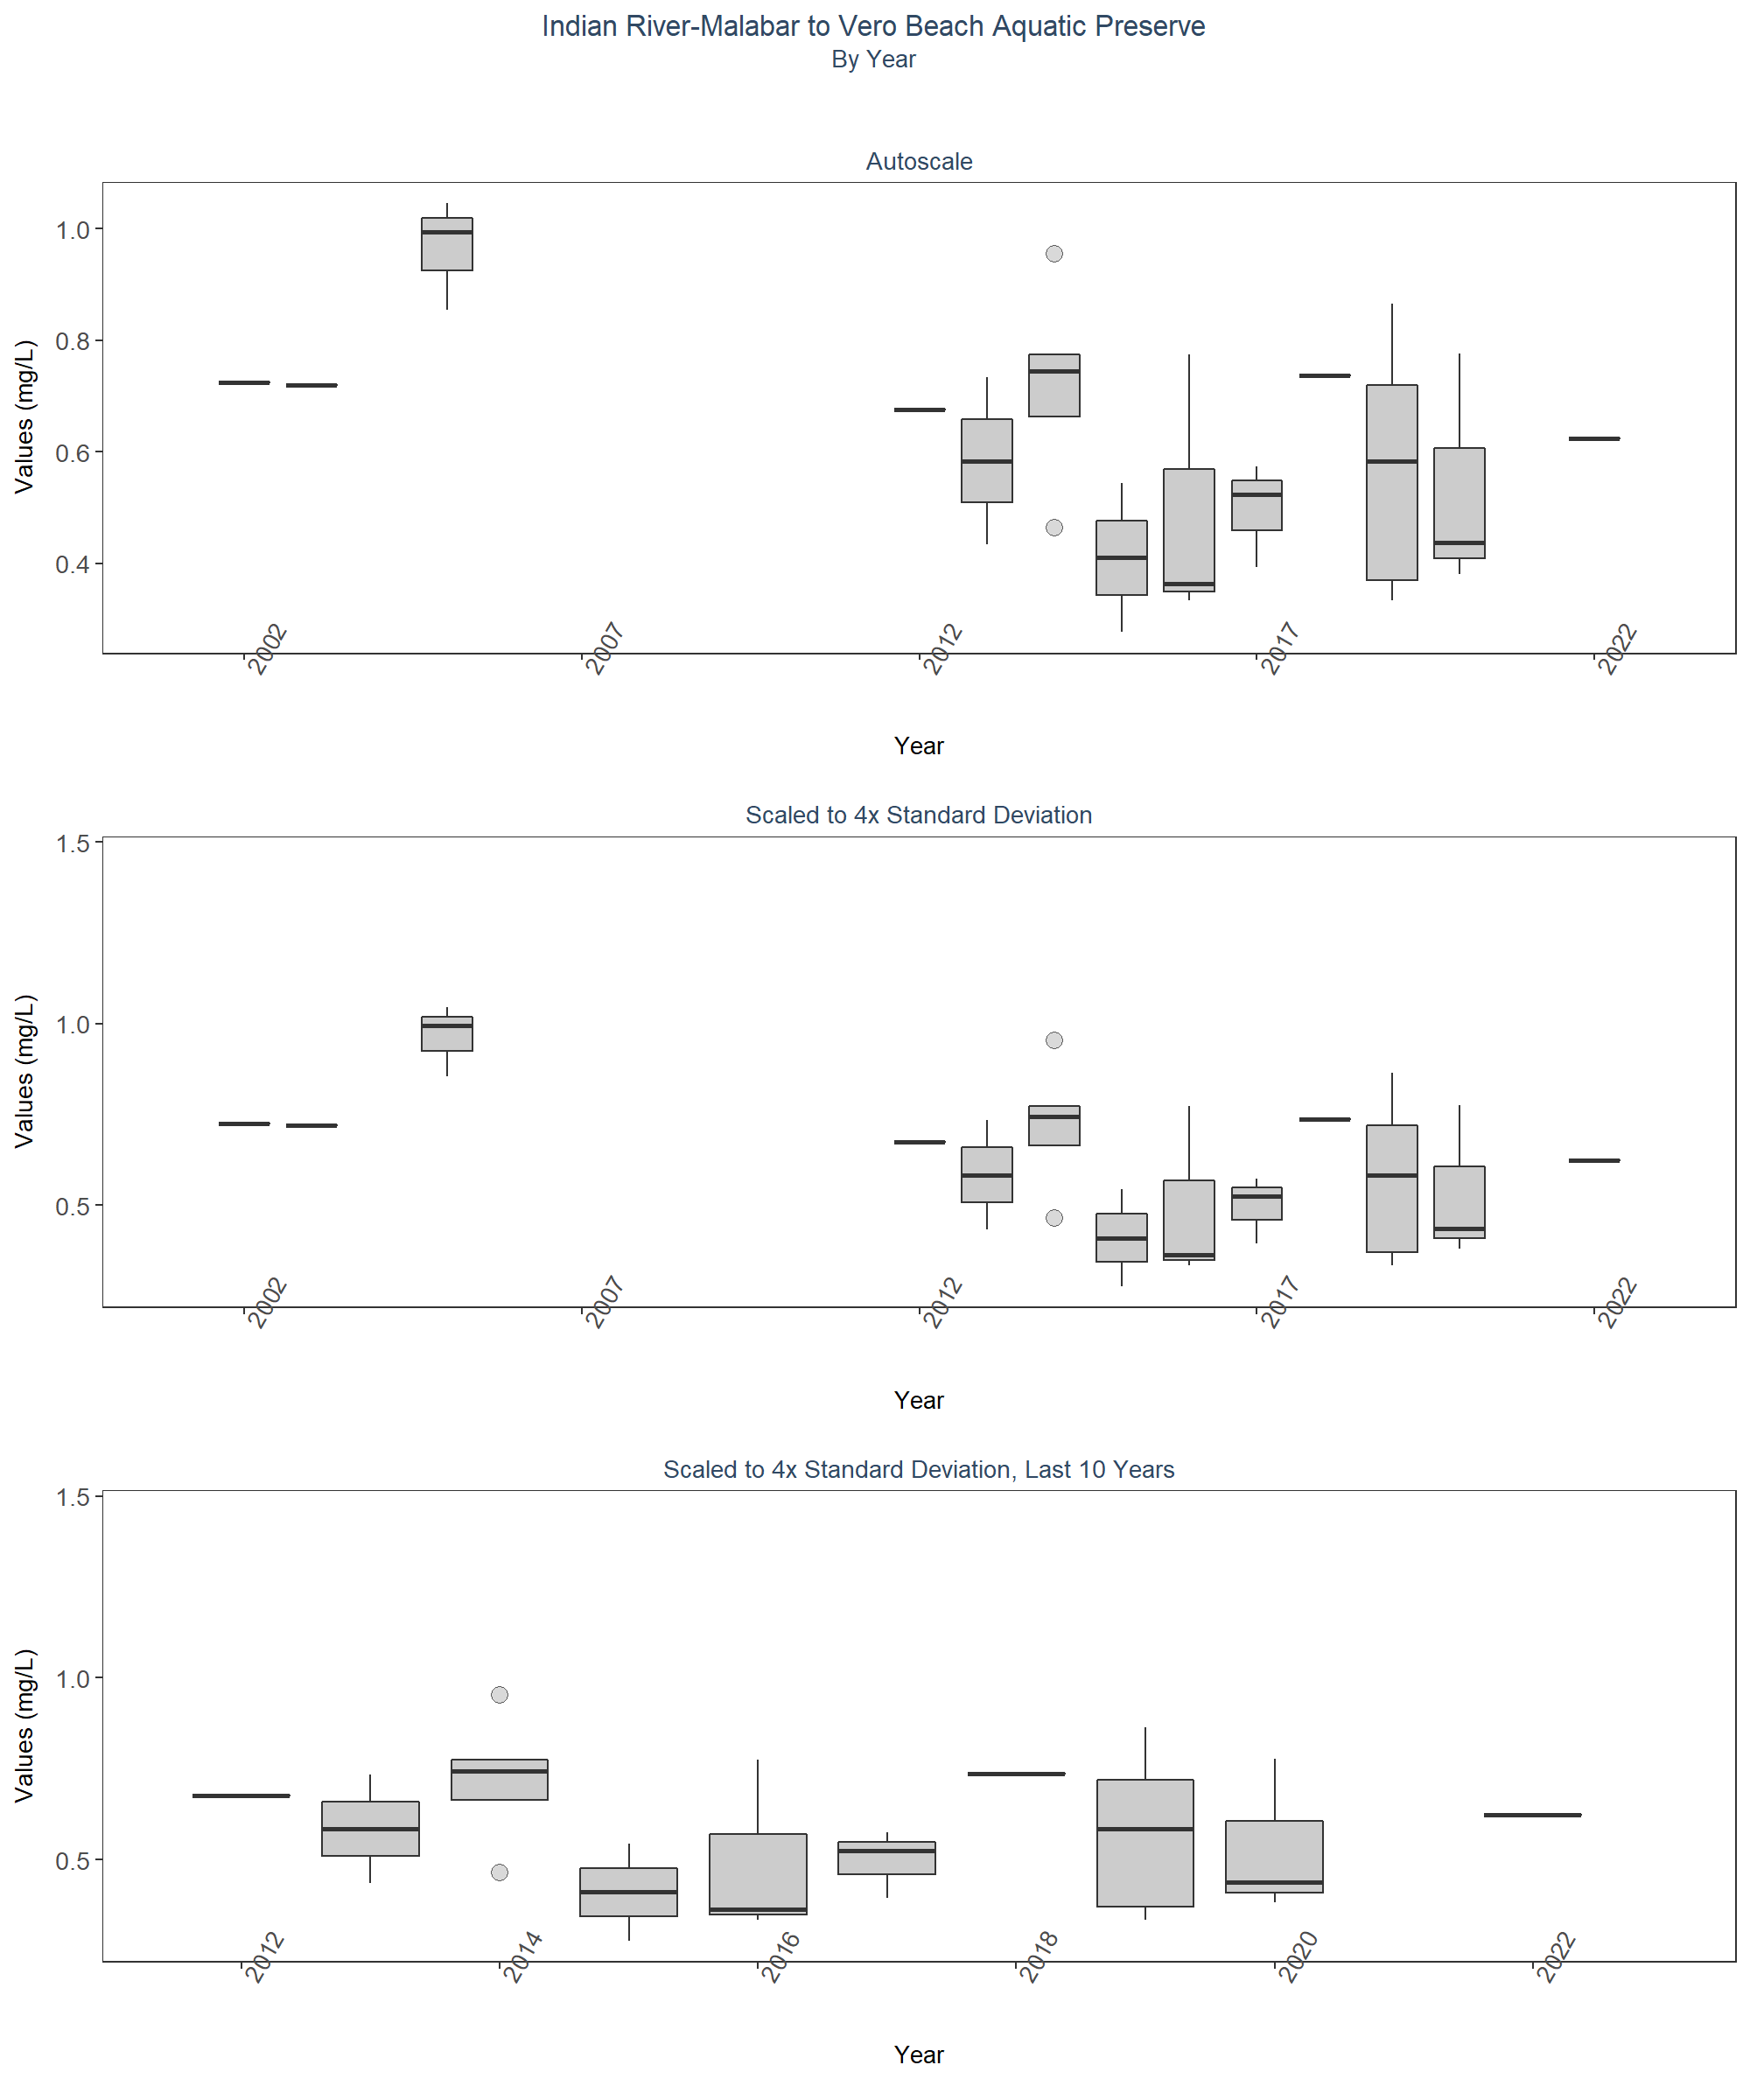 Indian River-Malabar to Vero Beach Aquatic Preserve
By Year
Autoscale
Values (mg/L)
1.0
0.8
0.6
0.4
2002 2007 2012 2017 2022
Year
Scaled to 4x Standard Deviation
Values (mg/L)
1.5
1.0
0.5
2002 2007 2012 2017 2022
Year
Scaled to 4x Standard Deviation, Last 10 Years
Values (mg/L)
1.5
1.0
0.5
2012 2014 2016 2018 2020 2022
Year